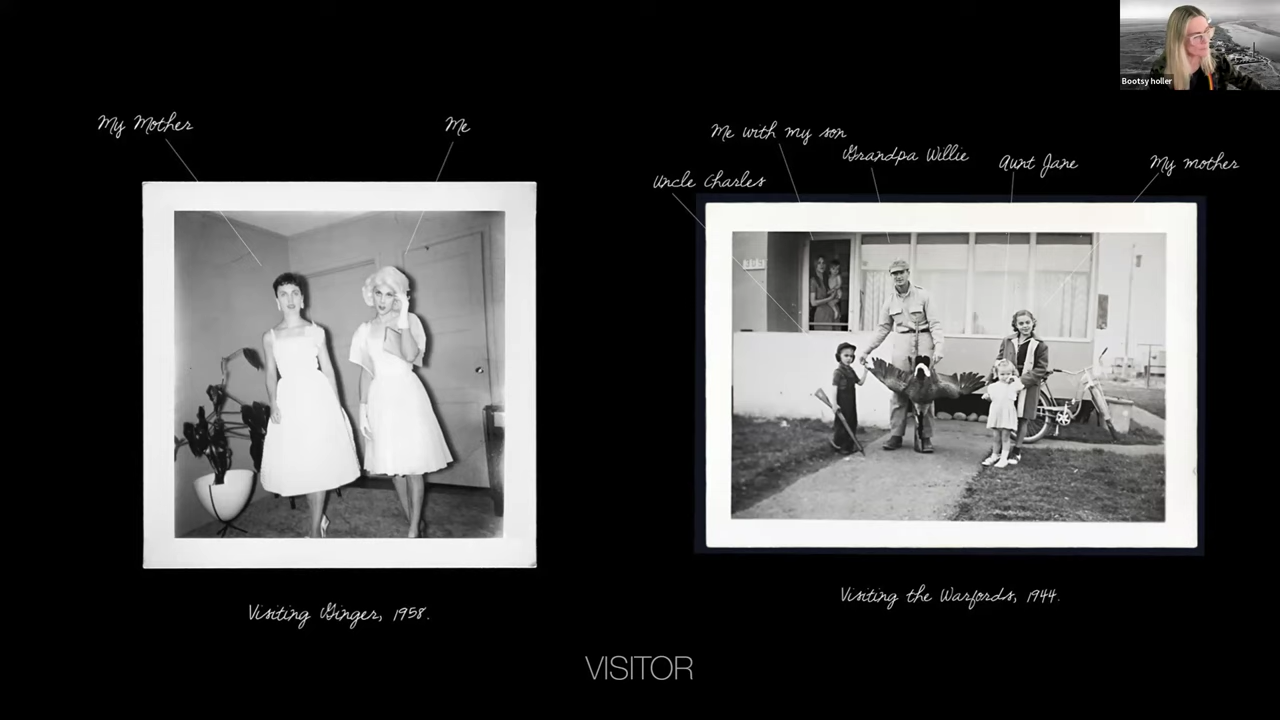 Bootsy holler
My Mother
Me
Me with my son
Grandpa Willie
Aunt Jane
My mother
Uncle Charles
309
Visiting Ginger, 1958.
Visiting the Warfords, 1944.
VISITOR